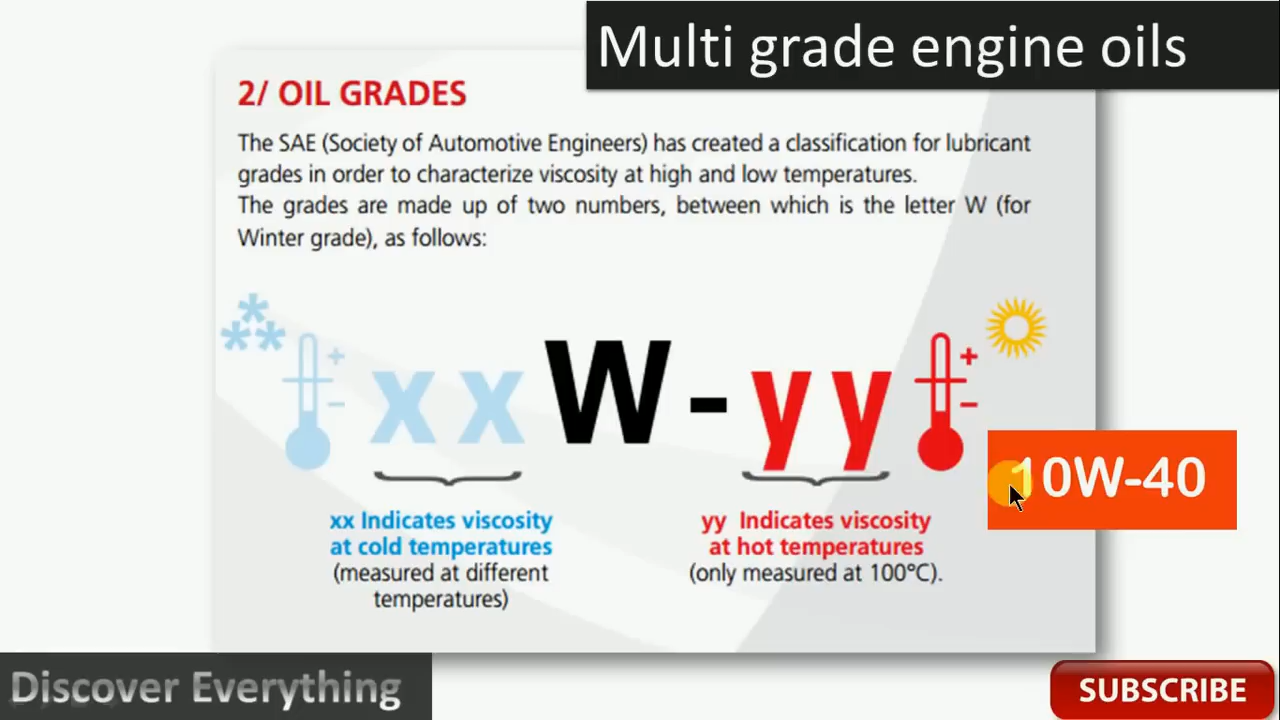 Multi grade engine oils
2/ OIL GRADES
The SAE (Society of Automotive Engineers) has created a classification for lubricant
grades in order to characterize viscosity at high and low temperatures.
The grades are made up of two numbers, between which is the letter W (for
Winter grade), as follows:
xxW-yy
10W-40
xx Indicates viscosity
at cold temperatures
(measured at different
temperatures)
yy Indicates viscosity
at hot temperatures
(only measured at 100°C).
Discover Everything
SUBSCRIBE